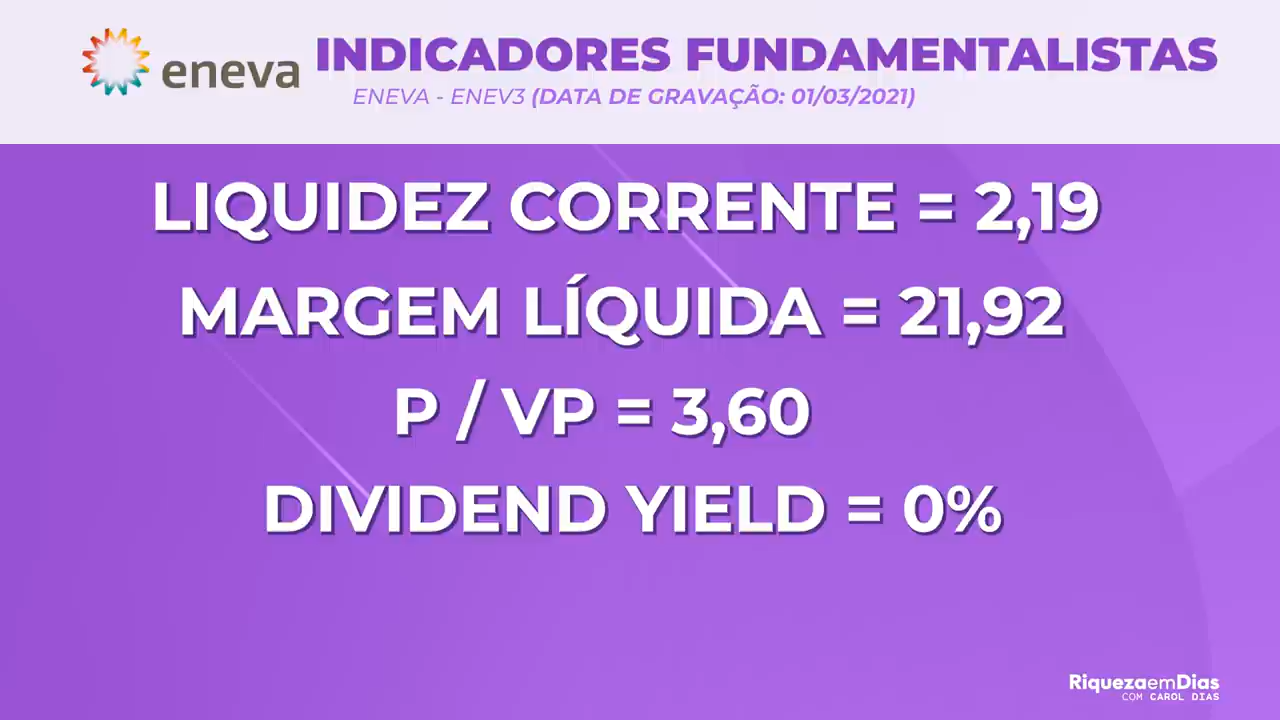 eneva
INDICADORES FUNDAMENTALISTAS
ENEVA - ENEV3 (DATA DE GRAVAÇÃO: 01/03/2021)
LIQUIDEZ CORRENTE = 2,19
MARGEM LÍQUIDA = 21,92
P / VP = 3,60
DIVIDEND YIELD = 0%
RiquezaemDias
COM CAROL DIAS